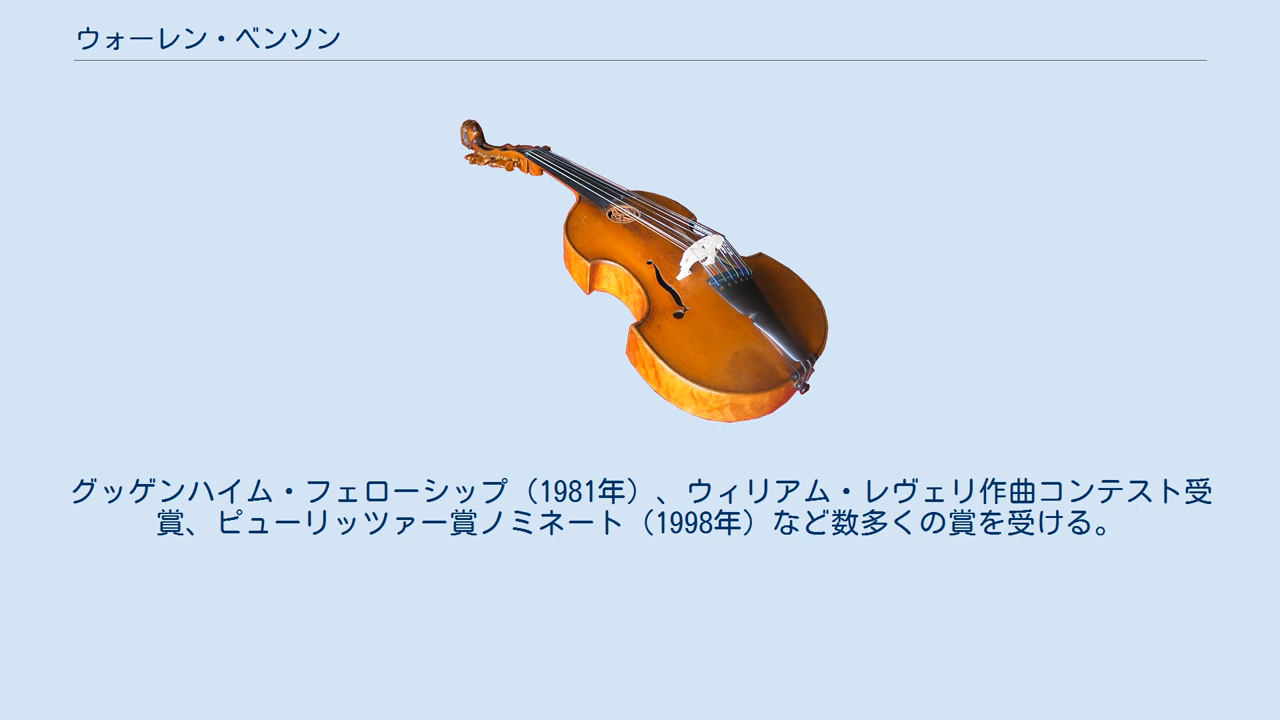 ウォーレン・ベンソン
グッゲンハイム・フェローシップ（1981年）、ウィリアム・レヴェリ作曲コンテスト受
賞、ピューリッツァー賞ノミネート（1998年）など数多くの賞を受ける。